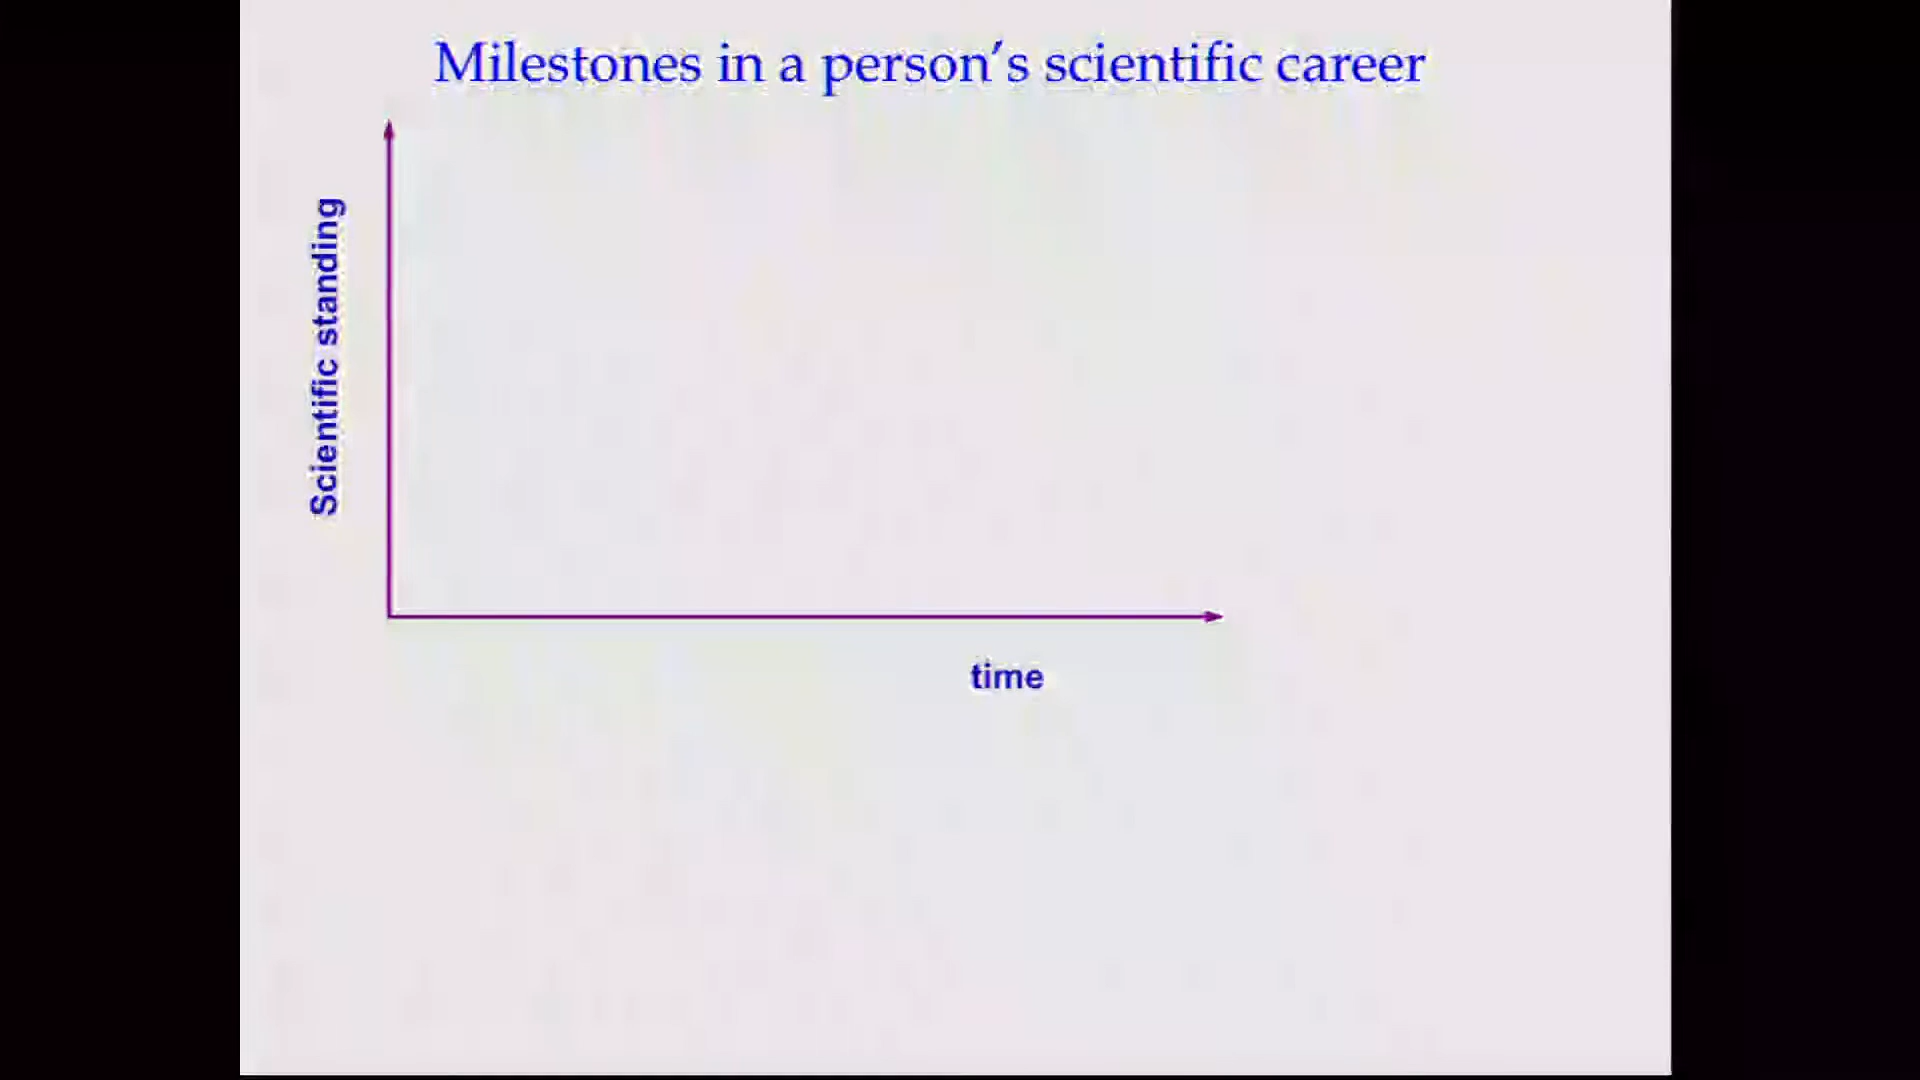 Milestones in a person's scientific career
Scientific standing
time